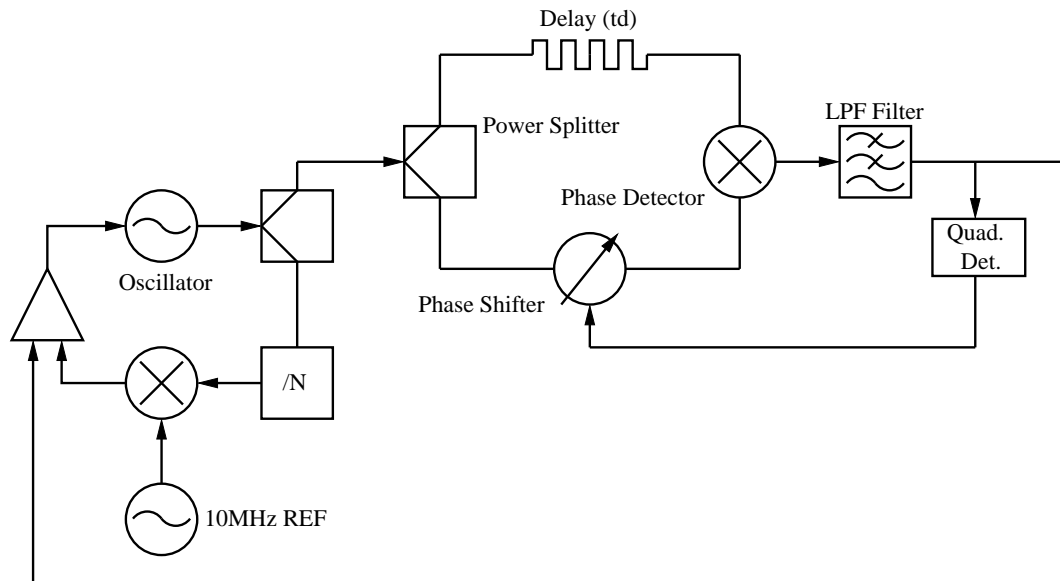 Delay (td)
LPF Filter
Power Splitter
Phase Detector
Quad.
Det.
Oscillator
Phase Shifter
/N
10MHz REF